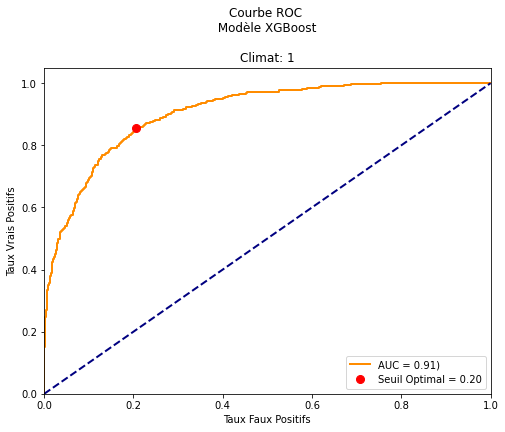 Courbe ROC
Modèle XGBoost
Climat: 1
Taux Vrais Positifs
1.0
0.8
0.6
0.4
0.2
0.0
0.0
0.2
0.4
0.6
0.8
1.0
Taux Faux Positifs
AUC = 0.91)
Seuil Optimal = 0.20